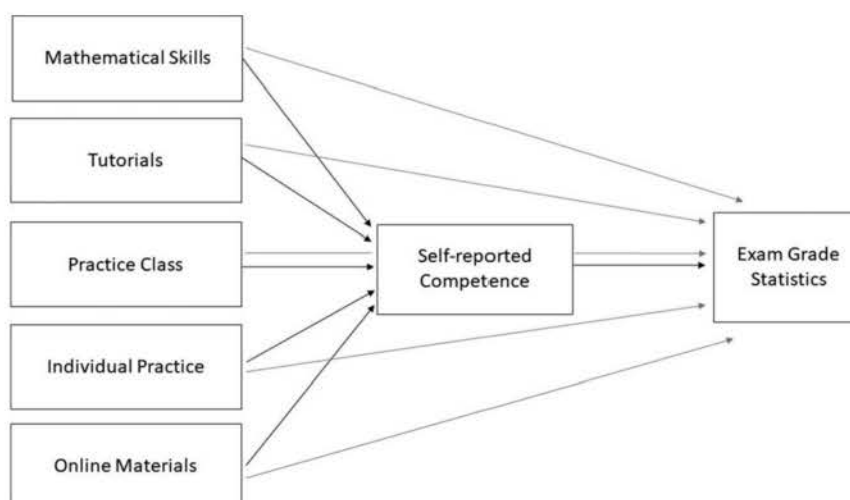 Mathematical Skills
Tutorials
Practice Class
Individual Practice
Online Materials
Self-reported
Competence
Exam Grade
Statistics